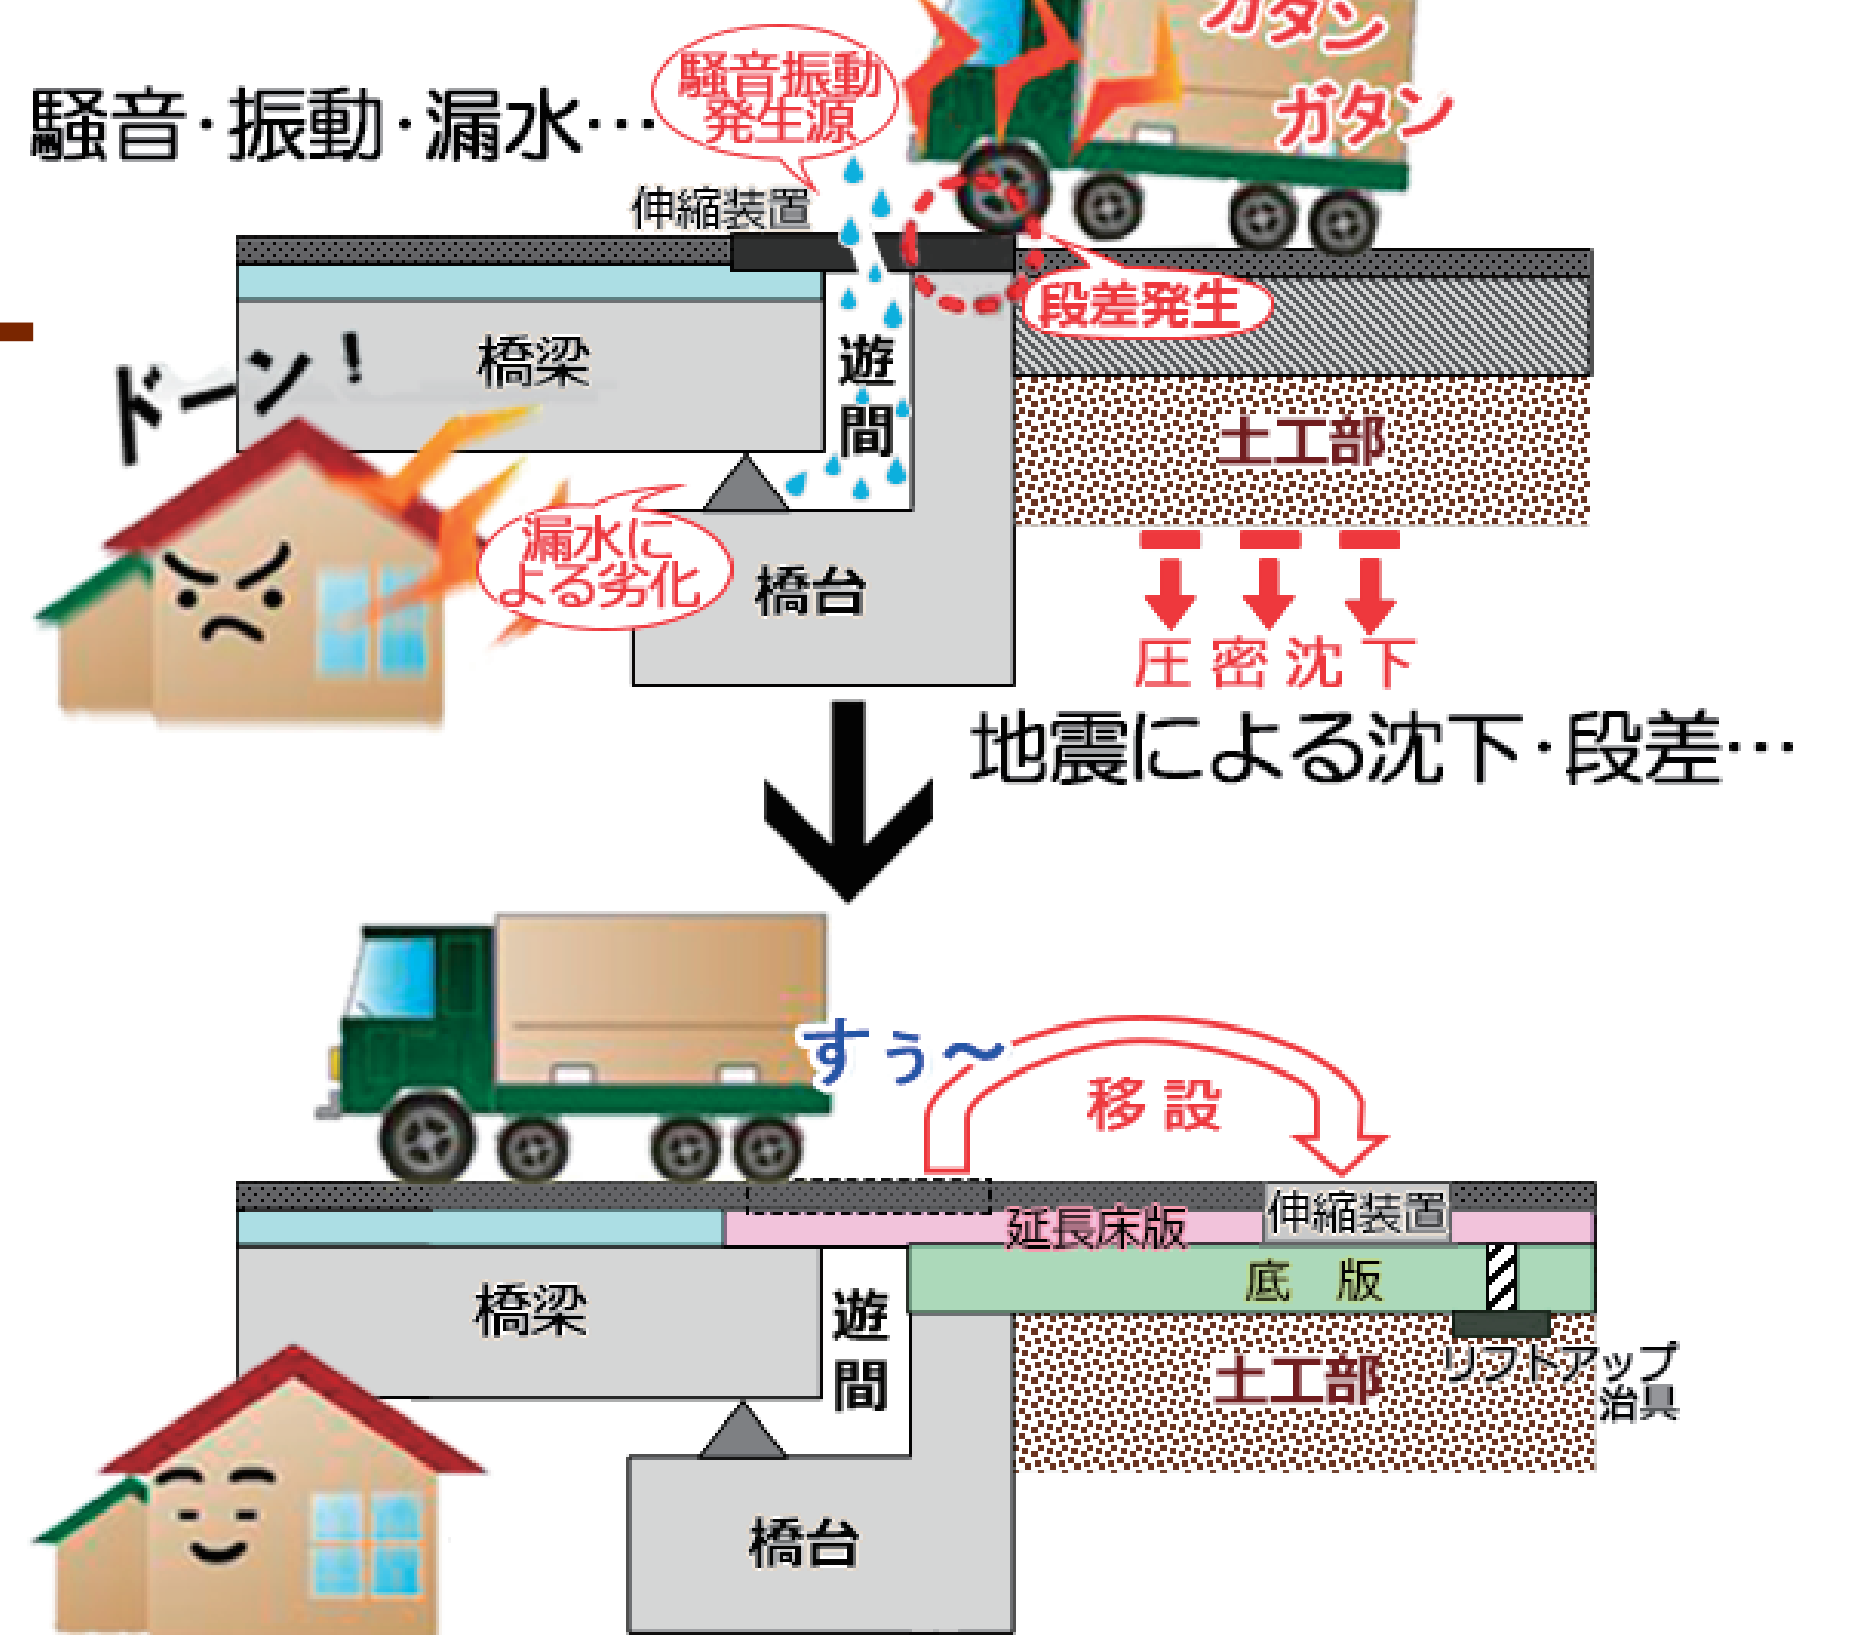 ガタン
ガタン
騒音・振動・漏水…
騒音振動
発生源
伸縮装置
段差発生
橋梁
遊
間
ドーン!
土工部
漏水に
よる劣化
橋台
圧密沈下
地震による沈下・段差…
すぅ～
移設
延長床版
伸縮装置
底 版
橋梁
遊
間
土工部
リフトアップ
治具
橋台